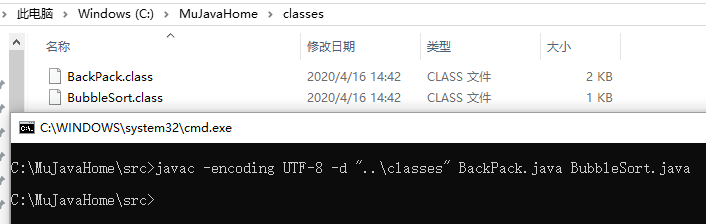 此电脑 > Windows (C:) > MuJavaHome > classes
名称 修改日期 类型 大小
BackPack.class 2020/4/16 14:42 CLASS 文件 2 KB
BubbleSort.class 2020/4/16 14:42 CLASS 文件 1 KB
C:\WINDOWS\system32\cmd.exe
C:\MuJavaHome\src>javac -encoding UTF-8 -d "..\classes" BackPack.java BubbleSort.java
C:\MuJavaHome\src>